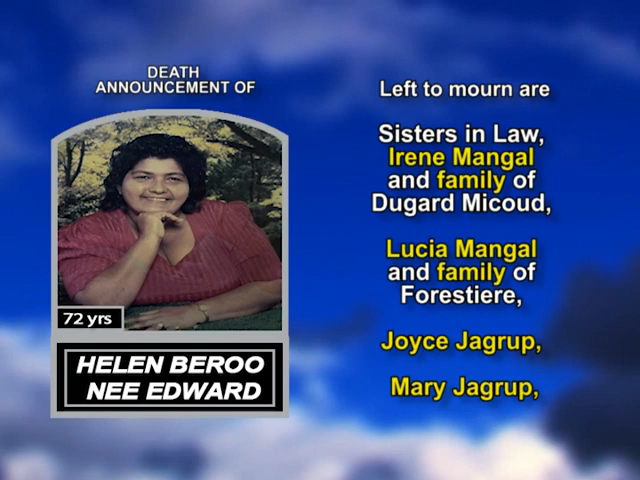 DEATH
ANNOUNCEMENT OF
72 yrs
HELEN BEROO
NEE EDWARD
Left to mourn are
Sisters in Law,
Irene Mangal
and family of
Dugard Micoud,
Lucia Mangal
and family of
Forestiere,
Joyce Jagrup,
Mary Jagrup,